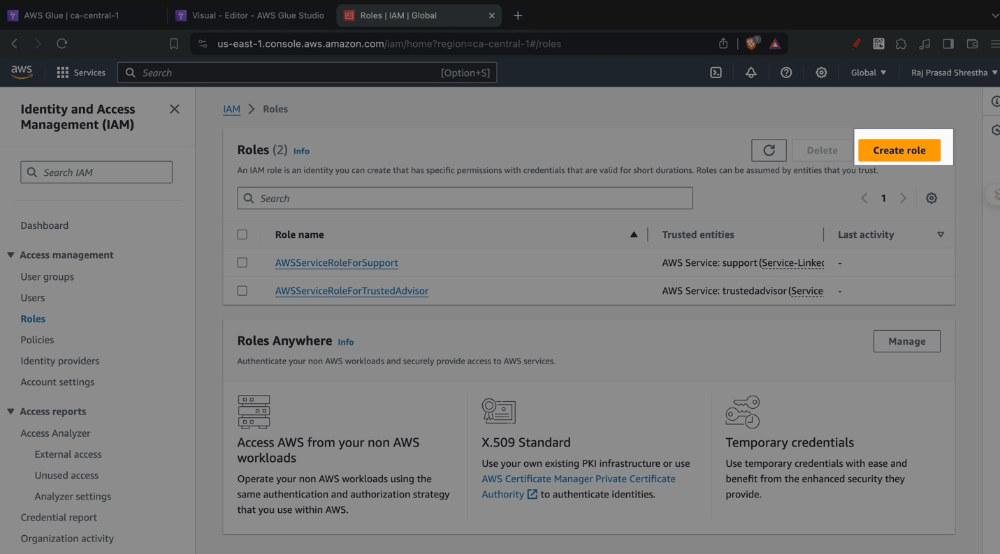 AWS Glue | ca-central-1
Visual - Editor - AWS Glue Studio
Roles | IAM | Global
us-east-1.console.aws.amazon.com/iam/home?region=ca-central-1#/roles
1
aws
Services
Search
[Option+S]
Global
Raj Prasad Shrestha
Identity and Access
Management (IAM)
Search IAM
Dashboard
Access management
User groups
Users
Roles
Policies
Identity providers
Account settings
Access reports
Access Analyzer
External access
Unused access
Analyzer settings
Credential report
Organization activity
IAM > Roles
Roles (2) Info
Delete
Create role
An IAM role is an identity you can create that has specific permissions with credentials that are valid for short durations. Roles can be assumed by entities that you trust.
Search
1
Role name
Trusted entities
Last activity
AWSServiceRoleForSupport
AWS Service: support (Service-Linked
-
AWSServiceRoleForTrustedAdvisor
AWS Service: trustedadvisor (Service-
-
Roles Anywhere Info
Manage
Authenticate your non AWS workloads and securely provide access to AWS services.
Access AWS from your non AWS
workloads
Operate your non AWS workloads using the
same authentication and authorization strategy
that you use within AWS.
X.509 Standard
Use your own existing PKI infrastructure or use
AWS Certificate Manager Private Certificate
Authority to authenticate identities.
Temporary credentials
Use temporary credentials with ease and
benefit from the enhanced security they
provide.